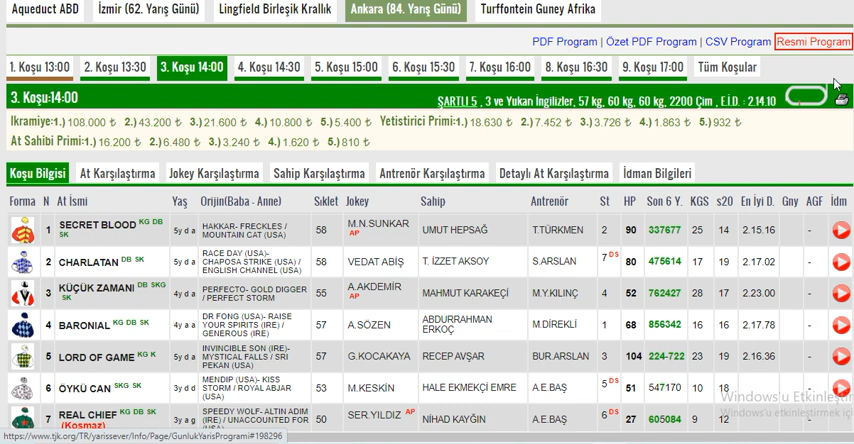 Aqueduct ABD İzmir (62. Yarış Günü) Lingfield Birleşik Krallık Ankara (84. Yarış Günü) Turffontein Guney Afrika
PDF Program | Özet PDF Program | CSV Program Resmi Program
1. Koşu 13:00 2. Koşu 13:30 3. Koşu 14:00 4. Koşu 14:30 5. Koşu 15:00 6. Koşu 15:30 7. Koşu 16:00 8. Koşu 16:30 9. Koşu 17:00 Tüm Koşular
3. Koşu:14:00 ŞARTLI 5 , 3 ve Yukarı İngilizler, 57 kg, 60 kg, 60 kg, 2200 Çim , E.İ.D. : 2.14.10
Ikramiye:1.) 108.000 ₺ 2.) 43.200 ₺ 3.) 21.600 ₺ 4.) 10.800 ₺ 5.) 5.400 ₺ Yetistirici Primi:1.) 18.630 ₺ 2.) 7.452 ₺ 3.) 3.726 ₺ 4.) 1.863 ₺ 5.) 932 ₺
At Sahibi Primi:1.) 16.200 ₺ 2.) 6.480 ₺ 3.) 3.240 ₺ 4.) 1.620 ₺ 5.) 810 ₺
Koşu Bilgisi At Karşılaştırma Jokey Karşılaştırma Sahip Karşılaştırma Antrenör Karşılaştırma Detaylı At Karşılaştırma İdman Bilgileri
Forma N At İsmi Yaş Orijin(Baba - Anne) Sıklet Jokey Sahip Antrenör St HP Son 6 Y. KGS s20 En İyi D. Gny AGF İdm
1 SECRET BLOOD KG DB SK 5y d a HAKKAR- FRECKLES / MOUNTAIN CAT (USA) 58 M.N.SUNKAR AP UMUT HEPSAĞ T.TÜRKMEN 2 90 337677 25 14 2.15.16 -
2 CHARLATAN DB SK 5y d a RACE DAY (USA)- CHAPOSA STRIKE (USA) / ENGLISH CHANNEL (USA) 58 VEDAT ABİŞ T. İZZET AKSOY S.ARSLAN 7 DS 80 475614 17 19 2.17.02 -
3 KÜÇÜK ZAMANI DB SKG SK 4y d a PERFECTO- GOLD DIGGER / PERFECT STORM 55 A.AKDEMİR AP MAHMUT KARAKEÇİ M.Y.KILINÇ 4 52 762427 28 17 2.23.00 -
4 BARONIAL KG DB SK 4y a a DR FONG (USA)- RAISE YOUR SPIRITS (IRE) / GENEROUS (IRE) 57 A.SÖZEN ABDURRAHMAN ERKOÇ M.DİREKLİ 1 68 856342 16 16 2.17.78 -
5 LORD OF GAME KG K 5y d a INVINCIBLE SON (IRE)- MYSTICAL FALLS / SRI PEKAN (USA) 57 G.KOCAKAYA RECEP AVŞAR BUR.ARSLAN 3 104 224-722 23 19 2.16.36 -
6 ÖYKÜ CAN SKG SK 3y d d MENDIP (USA)- KISS STORM / ROYAL ABJAR (USA) 53 M.KESKİN HALE EKMEKÇİ EMRE A.E.BAŞ 5 DS 51 547170 10 18
7 REAL CHIEF KG DB SK (Koşmaz) 3y a g SPEEDY WOLF- ALTIN ADIM (IRE) / UNACCOUNTED FOR 50 SER.YILDIZ AP NİHAD KAYĞIN A.E.BAŞ 6 DS 27 605084 9 12
Windows'u Etkinleştir
Windows'u etkinleştirmek iç
https://www.tjk.org/TR/yarissever/Info/Page/GunlukYarisProgrami#198296